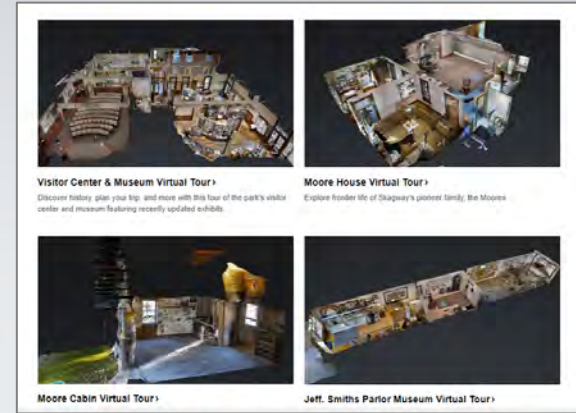 Visitor Center & Museum Virtual Tour›
Discover history, plan your trip, and more with this tour of the park's visitor
center and museum featuring recently updated exhibits.
Moore House Virtual Tour›
Explore frontier life of Skagway's pioneer family, the Moores
Moore Cabin Virtual Tour›
Jeff. Smiths Parlor Museum Virtual Tour›